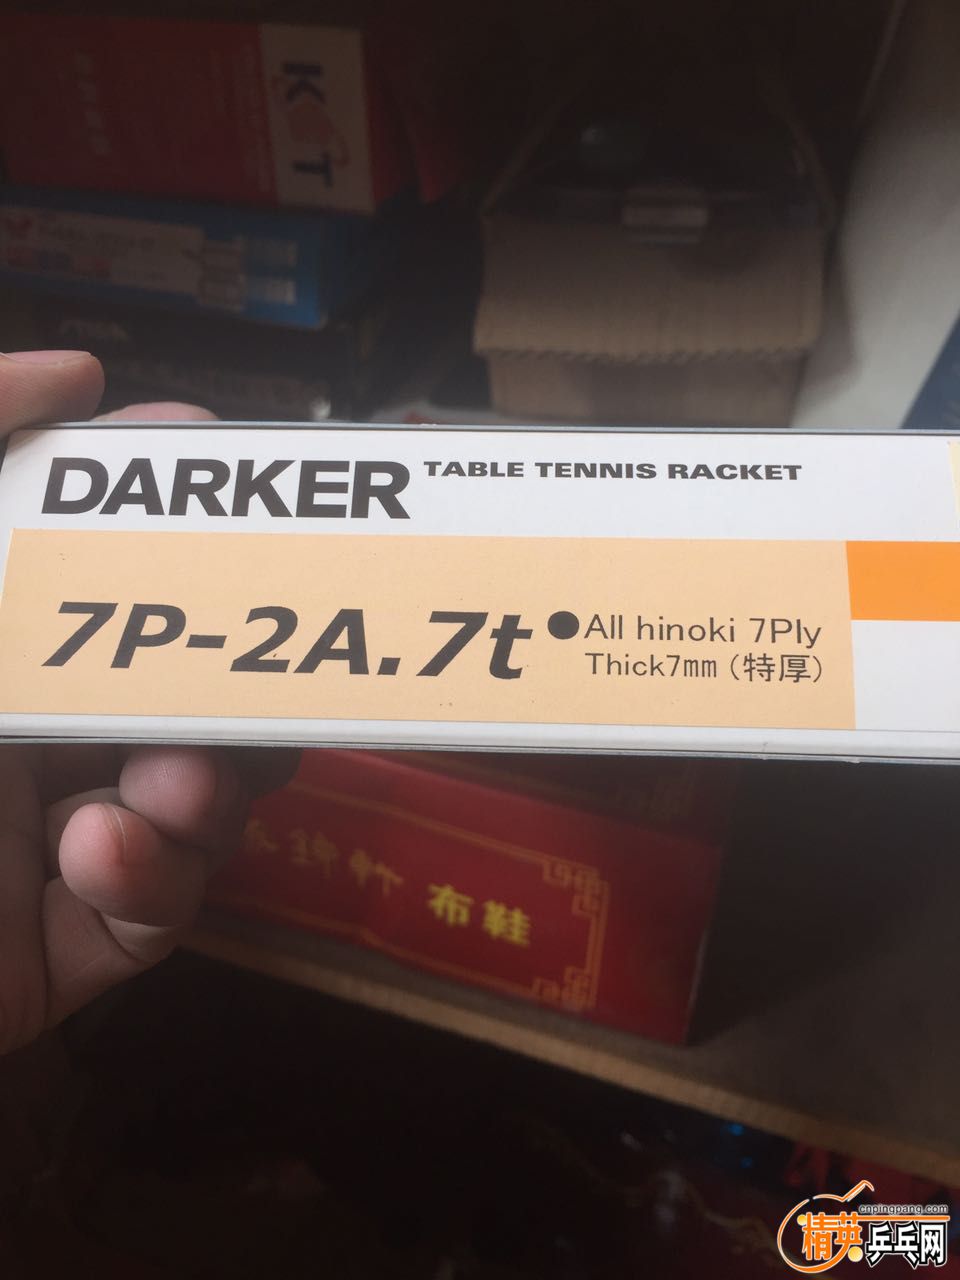 DARKER TABLE TENNIS RACKET
7P-2A.7t ●All hinoki 7Ply
Thick7mm (特厚)
布鞋
cnpingpang.com
精英乒乓网